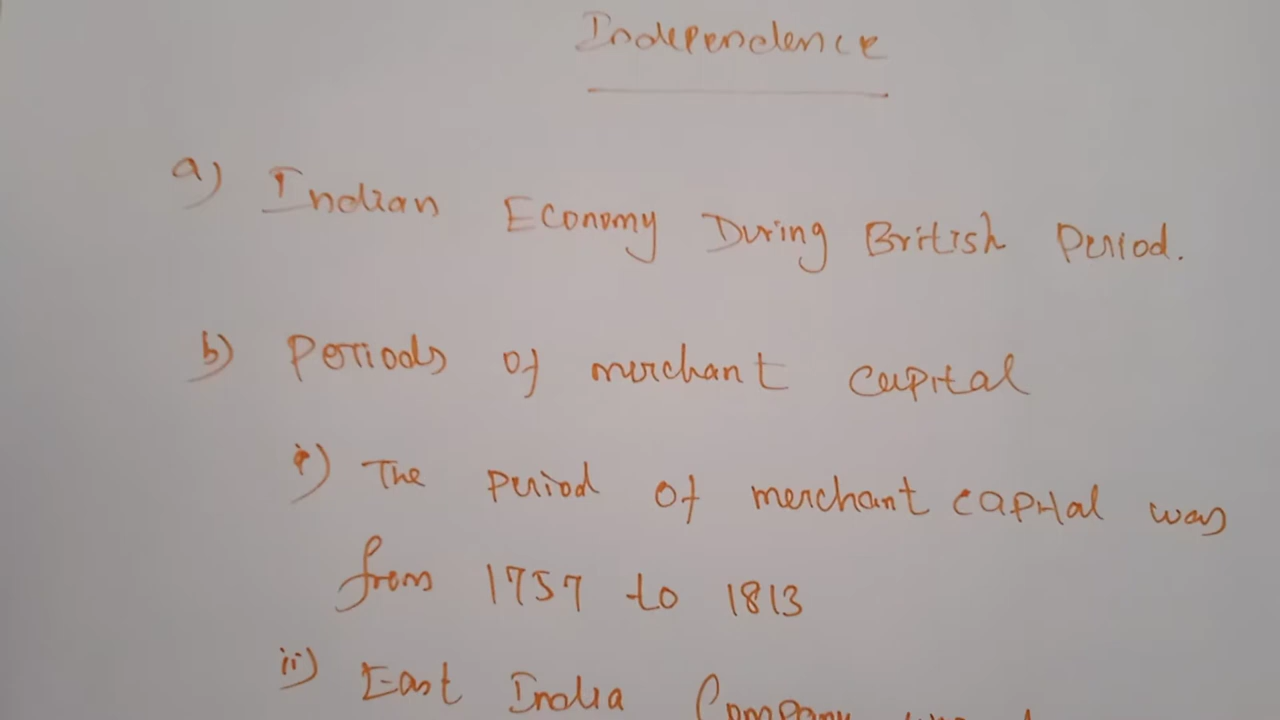 Independence
a) Indian Economy During British Period.
b) Periods of merchant capital
i) The period of merchant capital was
from 1757 to 1813
ii) East India Company